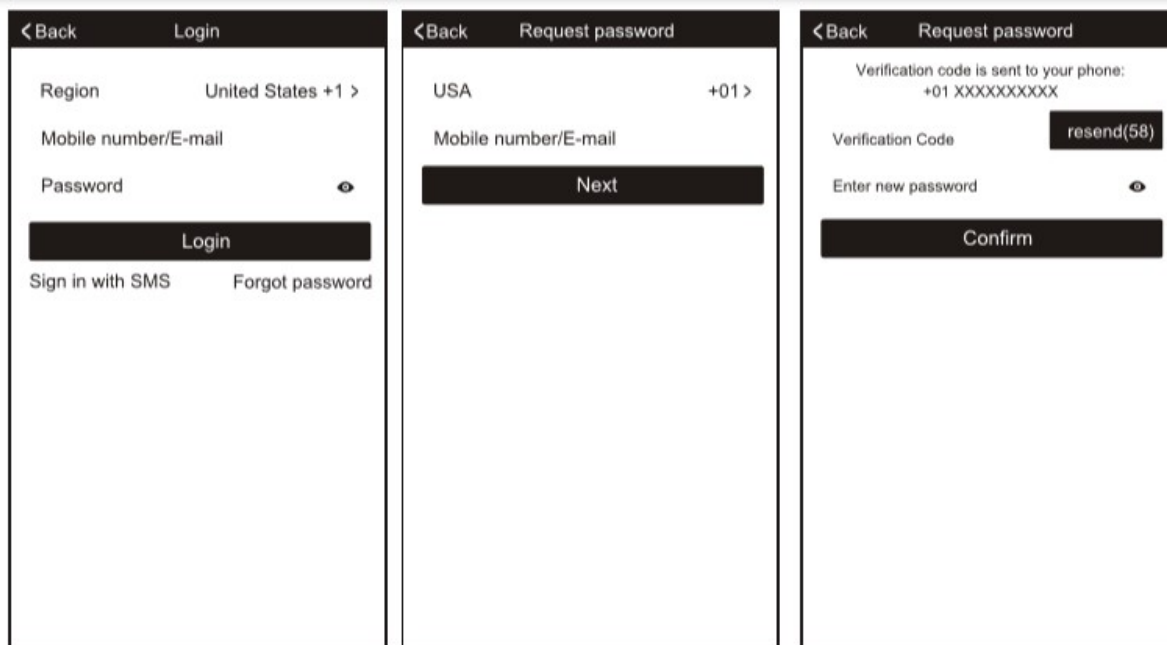 Back Login
Region United States +1 >
Mobile number/E-mail
Password
Login
Sign in with SMS Forgot password
Back Request password
USA +01 >
Mobile number/E-mail
Next
Back Request password
Verification code is sent to your phone:
+01 XXXXXXXXXX
Verification Code resend(58)
Enter new password
Confirm